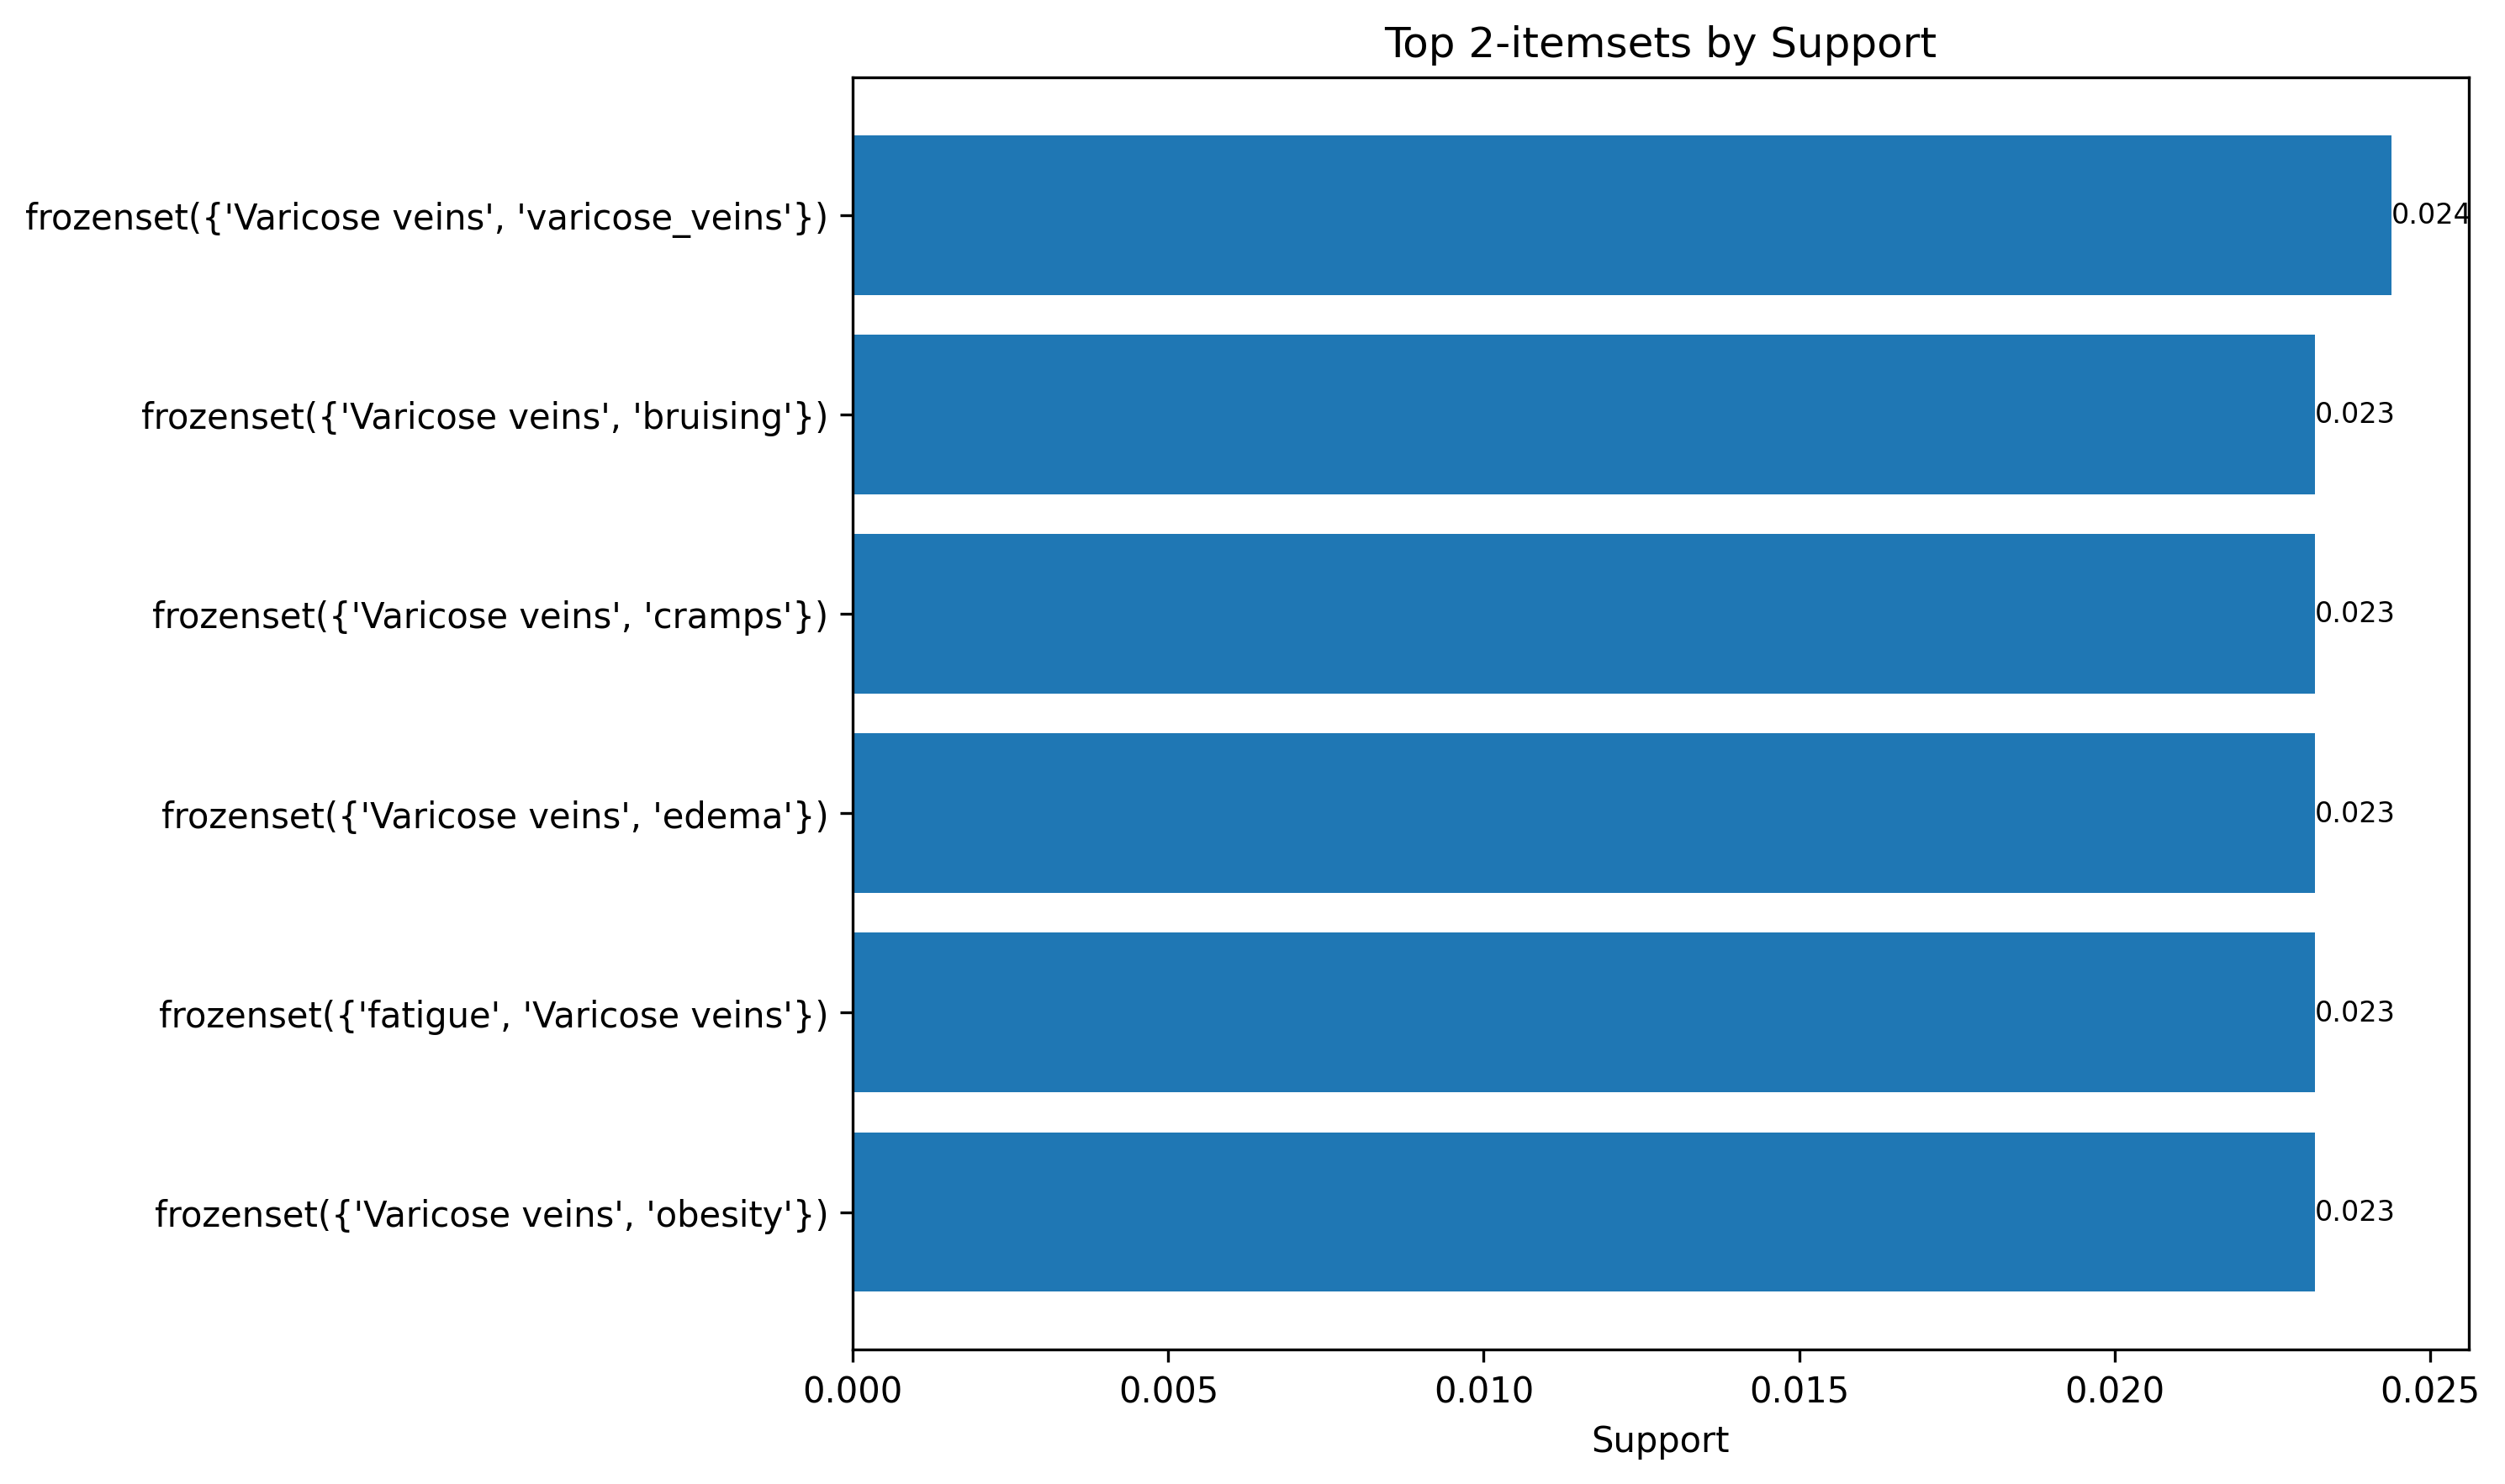 Top 2-itemsets by Support
frozenset({'Varicose veins', 'varicose_veins'})
0.024
frozenset({'Varicose veins', 'bruising'})
0.023
frozenset({'Varicose veins', 'cramps'})
0.023
frozenset({'Varicose veins', 'edema'})
0.023
frozenset({'fatigue', 'Varicose veins'})
0.023
frozenset({'Varicose veins', 'obesity'})
0.023
0.000 0.005 0.010 0.015 0.020 0.025
Support